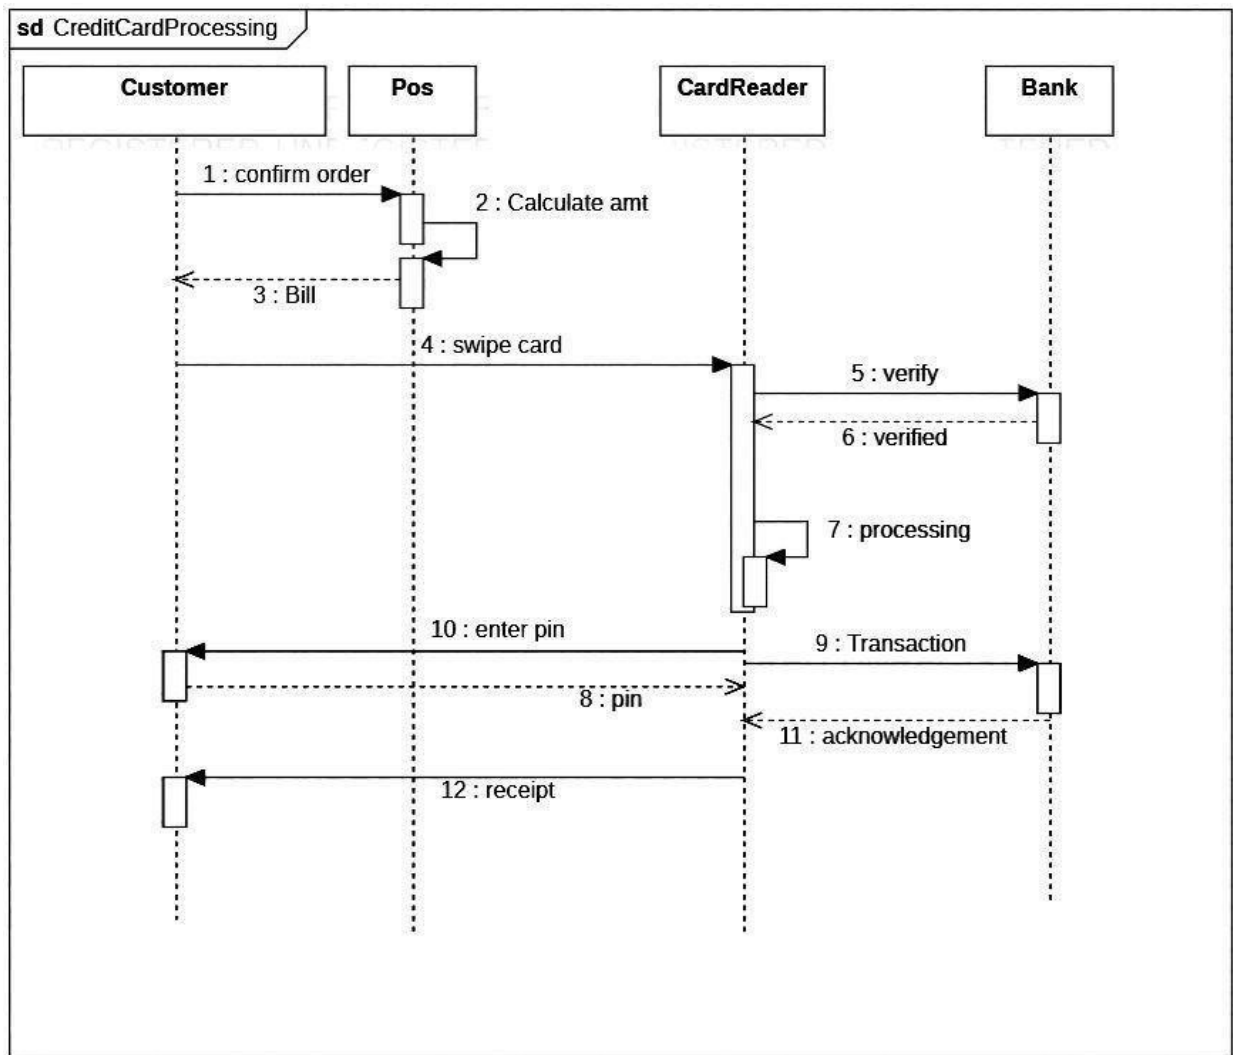 sd CreditCardProcessing
Customer
Pos
CardReader
Bank
1 : confirm order
2 : Calculate amt
3 : Bill
4 : swipe card
5 : verify
6 : verified
7 : processing
10 : enter pin
9 : Transaction
8 : pin
11 : acknowledgement
12 : receipt